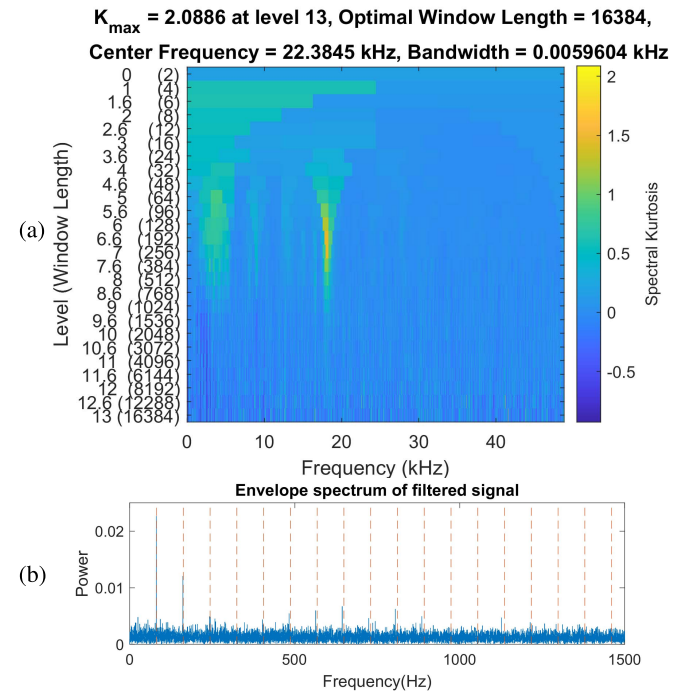 K_max = 2.0886 at level 13, Optimal Window Length = 16384,
Center Frequency = 22.3845 kHz, Bandwidth = 0.0059604 kHz
(a)
Level (Window Length)
0 (2)
1 (4)
1.6 (6)
2 (8)
2.6 (12)
3 (16)
3.6 (24)
4 (32)
4.6 (48)
5 (64)
5.6 (96)
6 (128)
6.6 (192)
7 (256)
7.6 (384)
8 (512)
8.6 (768)
9 (1024)
9.6 (1536)
10 (2048)
10.6 (3072)
11 (4096)
11.6 (6144)
12 (8192)
12.6 (12288)
13 (16384)
0 10 20 30 40
Frequency (kHz)
2
1.5
1
0.5
0
-0.5
Spectral Kurtosis
Envelope spectrum of filtered signal
(b)
Power
0.02
0.01
0
0 500 1000 1500
Frequency(Hz)